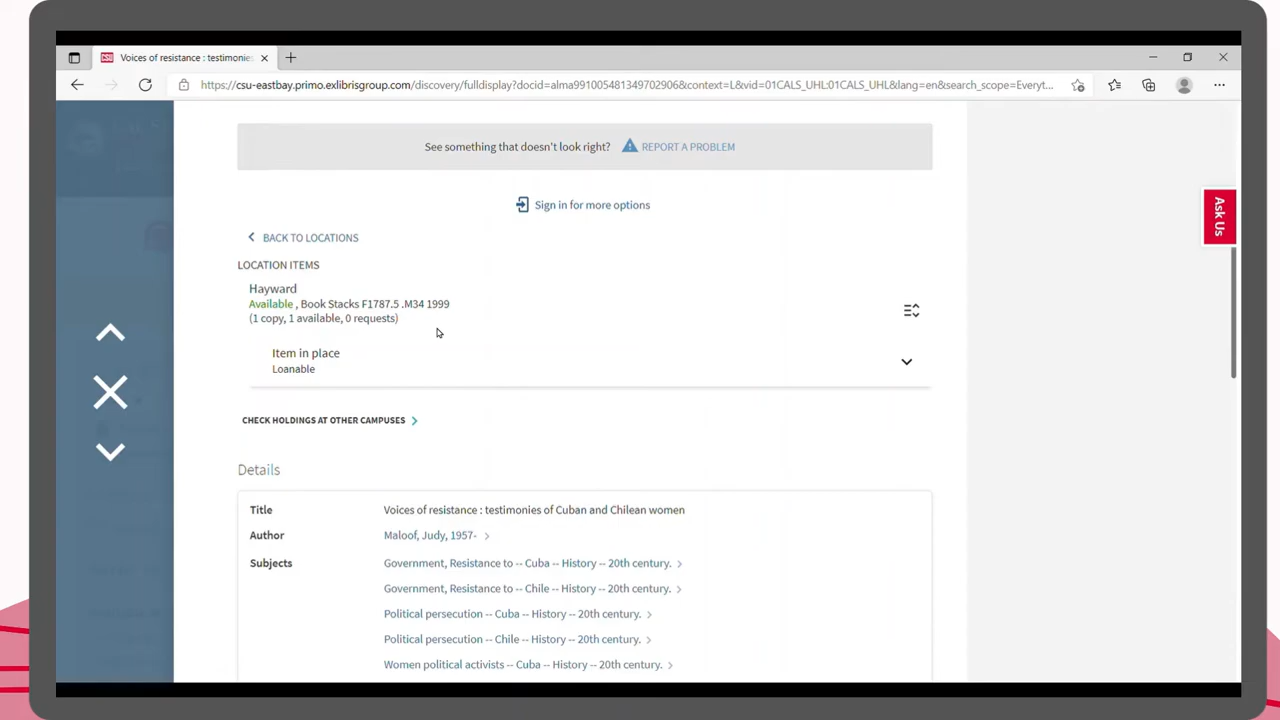 CSU Voices of resistance : testimonie
https://csu-eastbay.primo.exlibrisgroup.com/discovery/fulldisplay?docid=alma991005481349702906&context=L&vid=01CALS_UHL:01CALS_UHL&lang=en&search_scope=Everyt...
See something that doesn't look right? REPORT A PROBLEM
Sign in for more options
Ask Us
BACK TO LOCATIONS
LOCATION ITEMS
Hayward
Available , Book Stacks F1787.5 .M34 1999
(1 copy, 1 available, 0 requests)
Item in place
Loanable
CHECK HOLDINGS AT OTHER CAMPUSES
Details
Title Voices of resistance : testimonies of Cuban and Chilean women
Author Maloof, Judy, 1957-
Subjects Government, Resistance to -- Cuba -- History -- 20th century.
Government, Resistance to -- Chile -- History -- 20th century.
Political persecution -- Cuba -- History -- 20th century.
Political persecution -- Chile -- History -- 20th century.
Women political activists -- Cuba -- History -- 20th century.